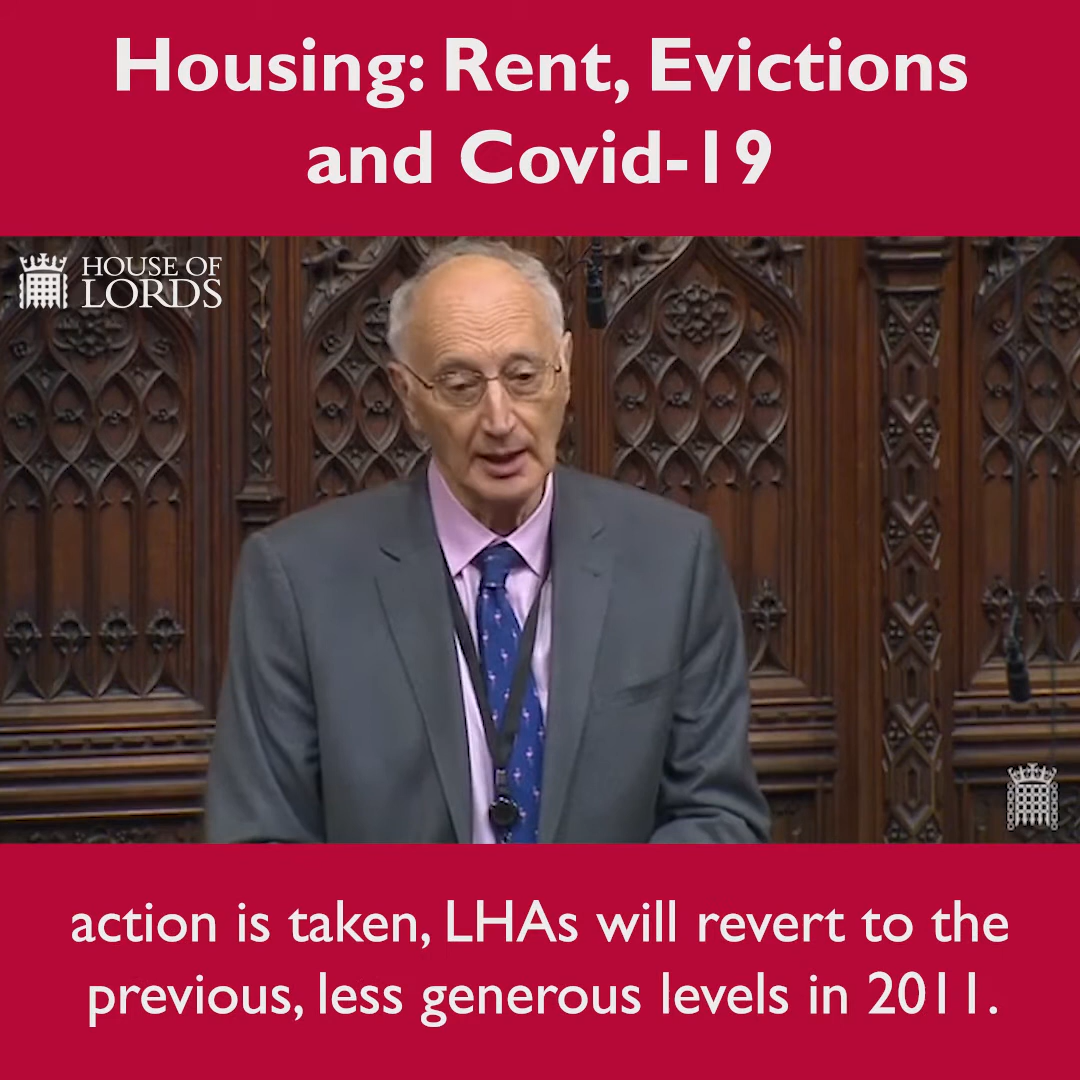 Housing: Rent, Evictions
and Covid-19
HOUSE OF
LORDS
action is taken, LHAs will revert to the
previous, less generous levels in 2011.